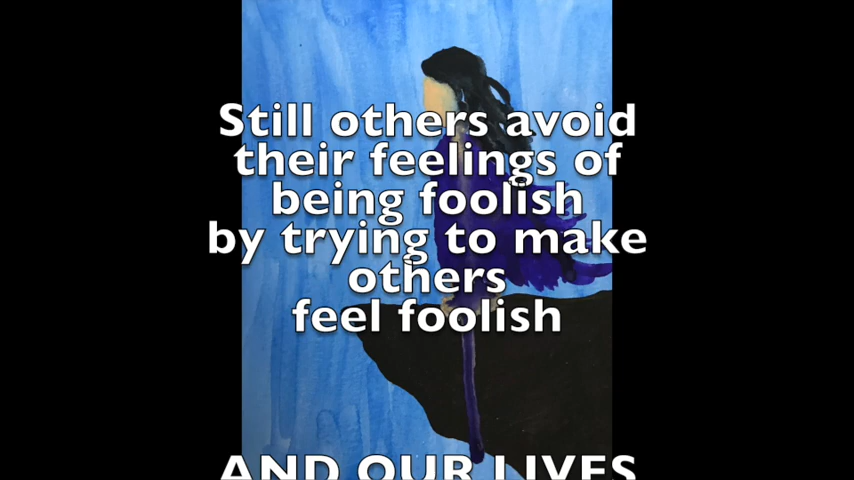 Still others avoid
their feelings of
being foolish
by trying to make
others
feel foolish
AND OUR LIVES